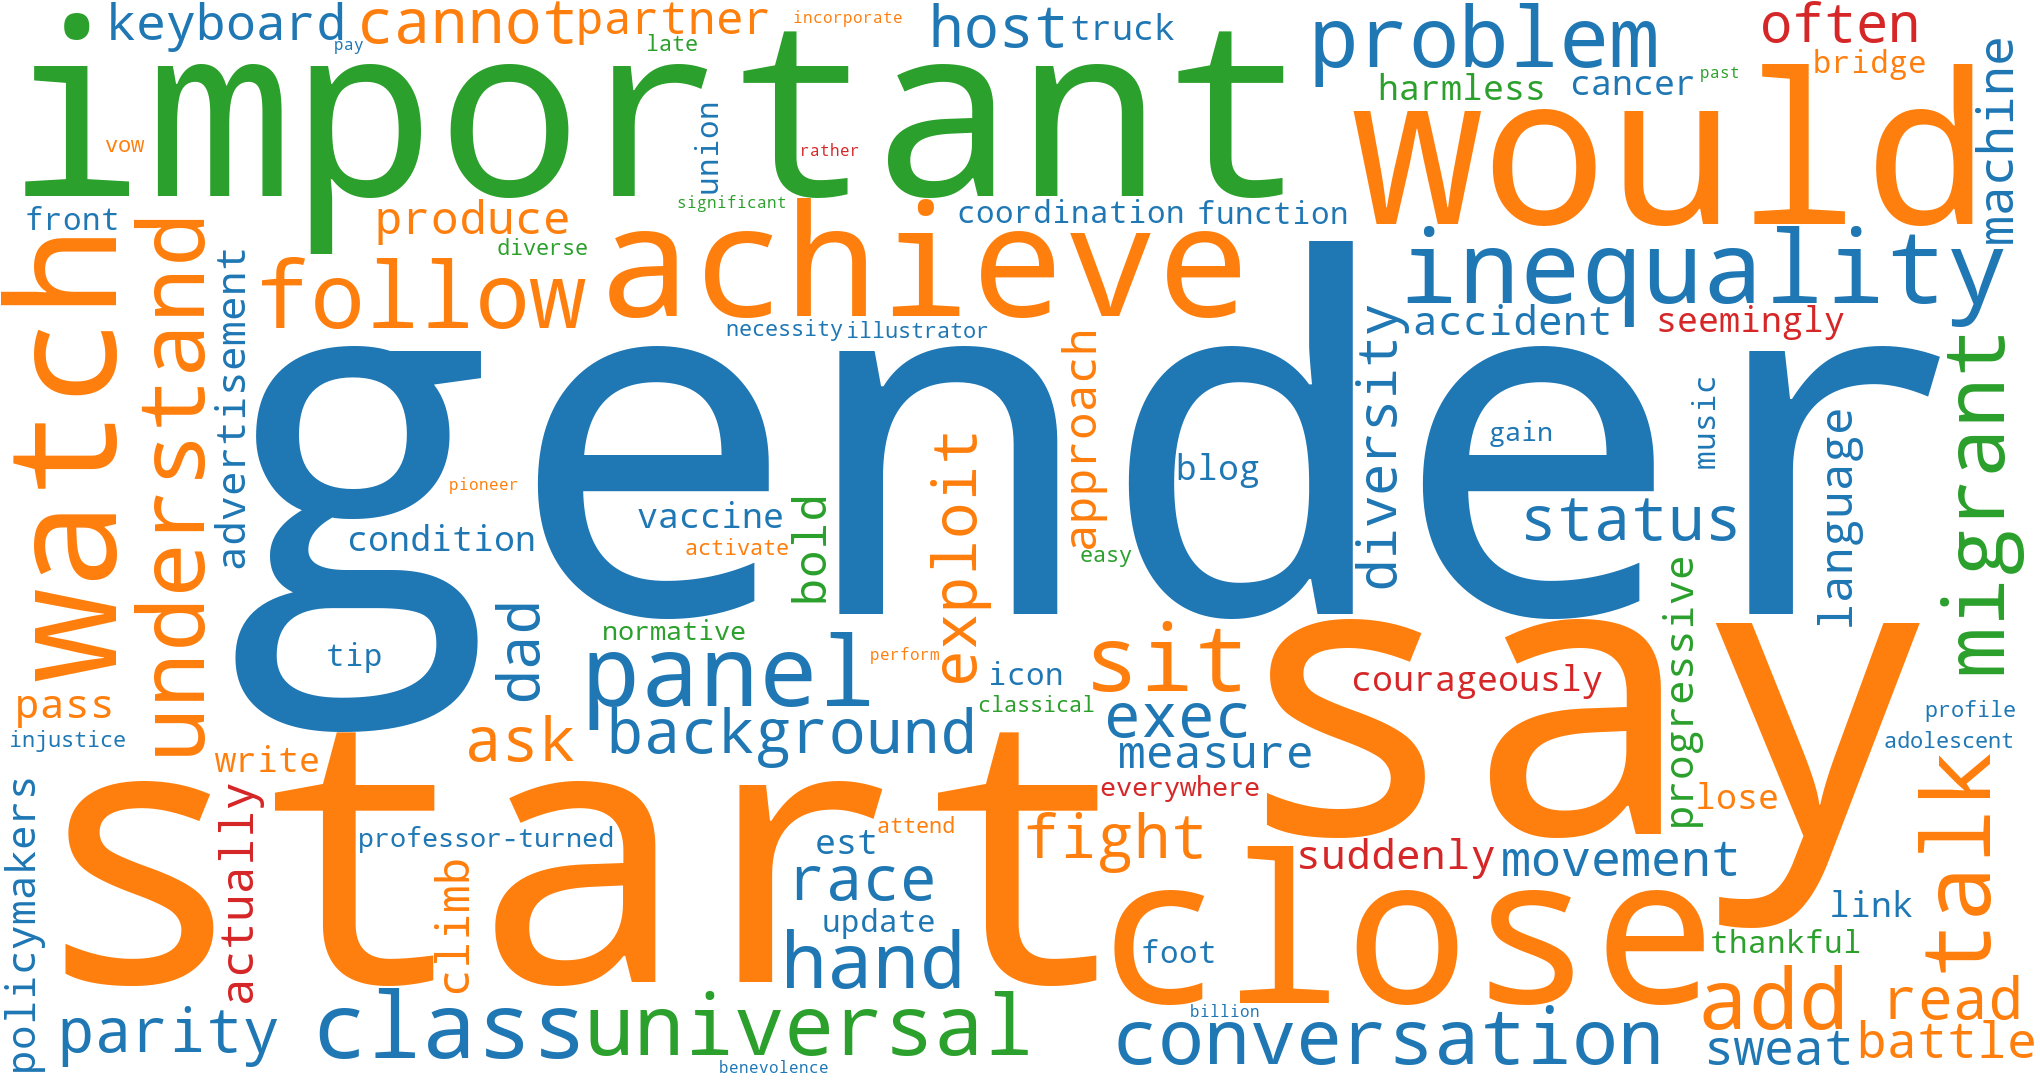 keyboard
cannot
partner
incorporate
host
truck
problem
often
pay
late
bridge
important
harmless
cancer
past
would
machine
vow
union
rather
significant
front
produce
diverse
achieve
coordination
function
inequality
watch
understand
advertisement
follow
necessity
illustrator
approach
diversity
accident
seemingly
migrant
gender
pioneer
condition
vaccine
activate
bold
exploit
easy
blog
gain
music
status
language
tip
dad
normative
panel
perform
icon
classical
sit
say
courageously
progressive
pass
injustice
background
exec
measure
profile
adolescent
write
ask
start
everywhere
talk
lose
policymakers
actually
professor-turned
climb
est
attend
fight
close
suddenly
movement
race
update
hand
foot
link
thankful
parity
class
universal
billion
conversation
add
read
sweat
battle
benevolence